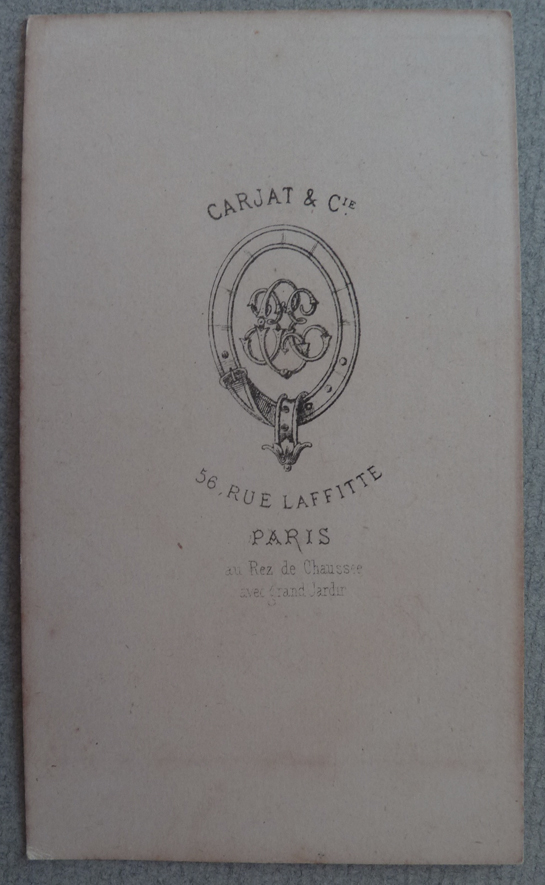 CARJAT & CIE
56, RUE LAFFITTE
PARIS
au Rez de Chaussée
avec Grand Jardin